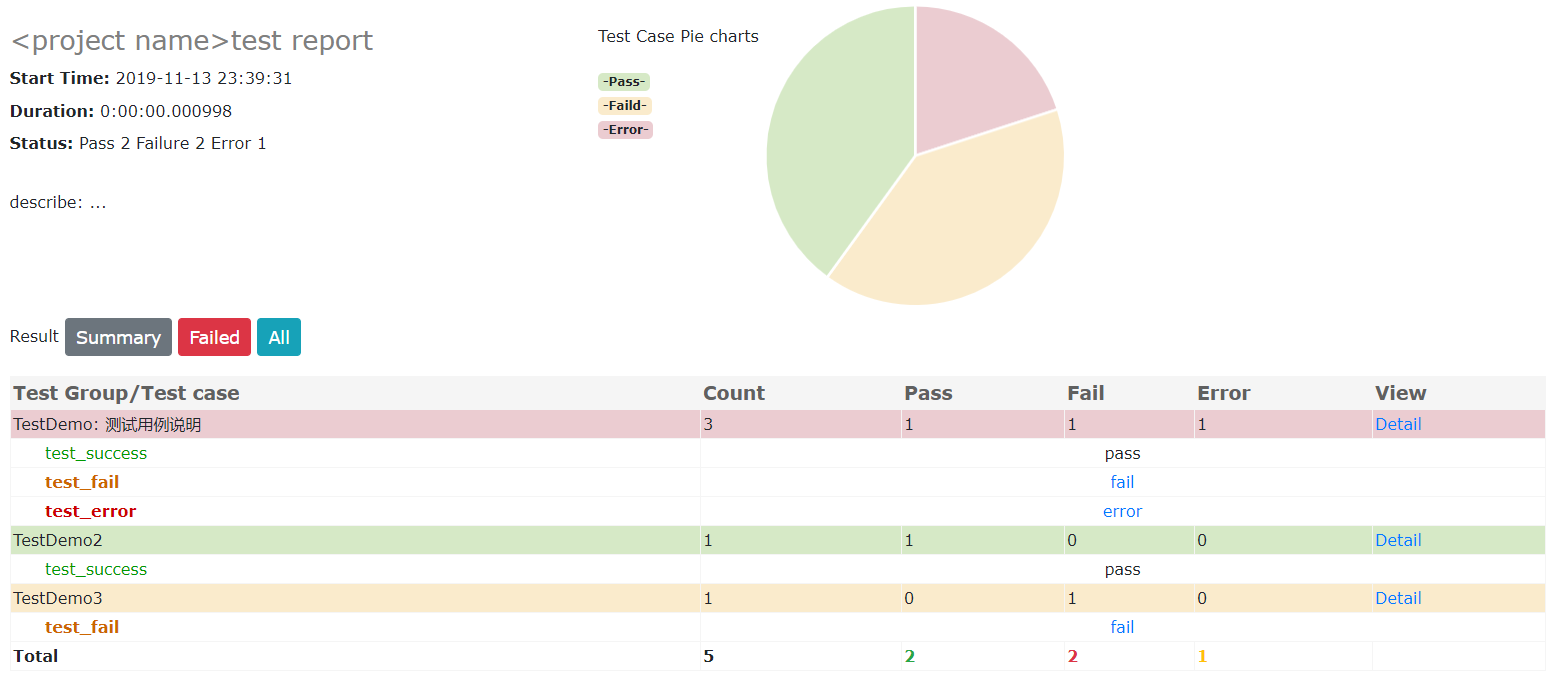 <project name>test report
Start Time: 2019-11-13 23:39:31
Duration: 0:00:00.000998
Status: Pass 2 Failure 2 Error 1
describe: ...
Test Case Pie charts
-Pass-
-Faild-
-Error-
Result Summary Failed All
Test Group/Test case Count Pass Fail Error View
TestDemo: 测试用例说明 3 1 1 1 Detail
test_success pass
test_fail fail
test_error error
TestDemo2 1 1 0 0 Detail
test_success pass
TestDemo3 1 0 1 0 Detail
test_fail fail
Total 5 2 2 1